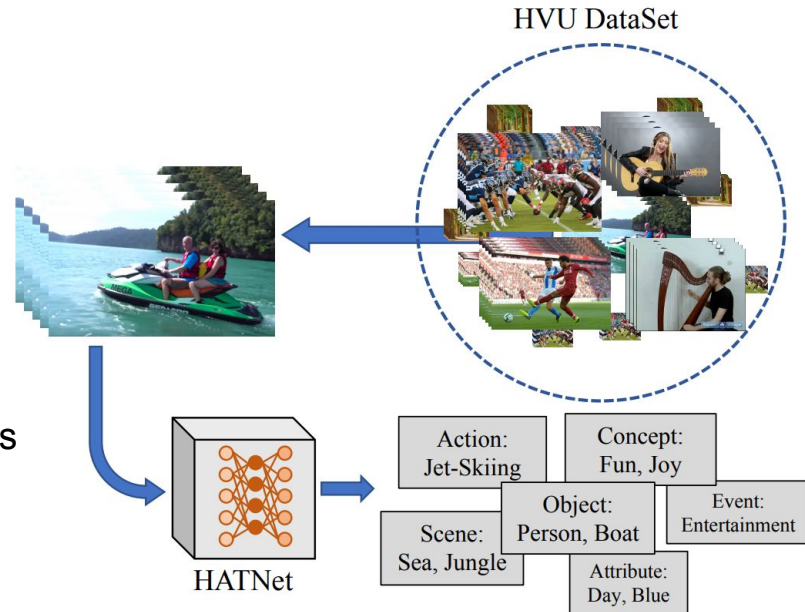 HVU DataSet
MEGA
s
Action:
Jet-Skiing
Concept:
Fun, Joy
Object:
Person, Boat
Event:
Entertainment
Scene:
Sea, Jungle
Attribute:
Day, Blue
HATNet